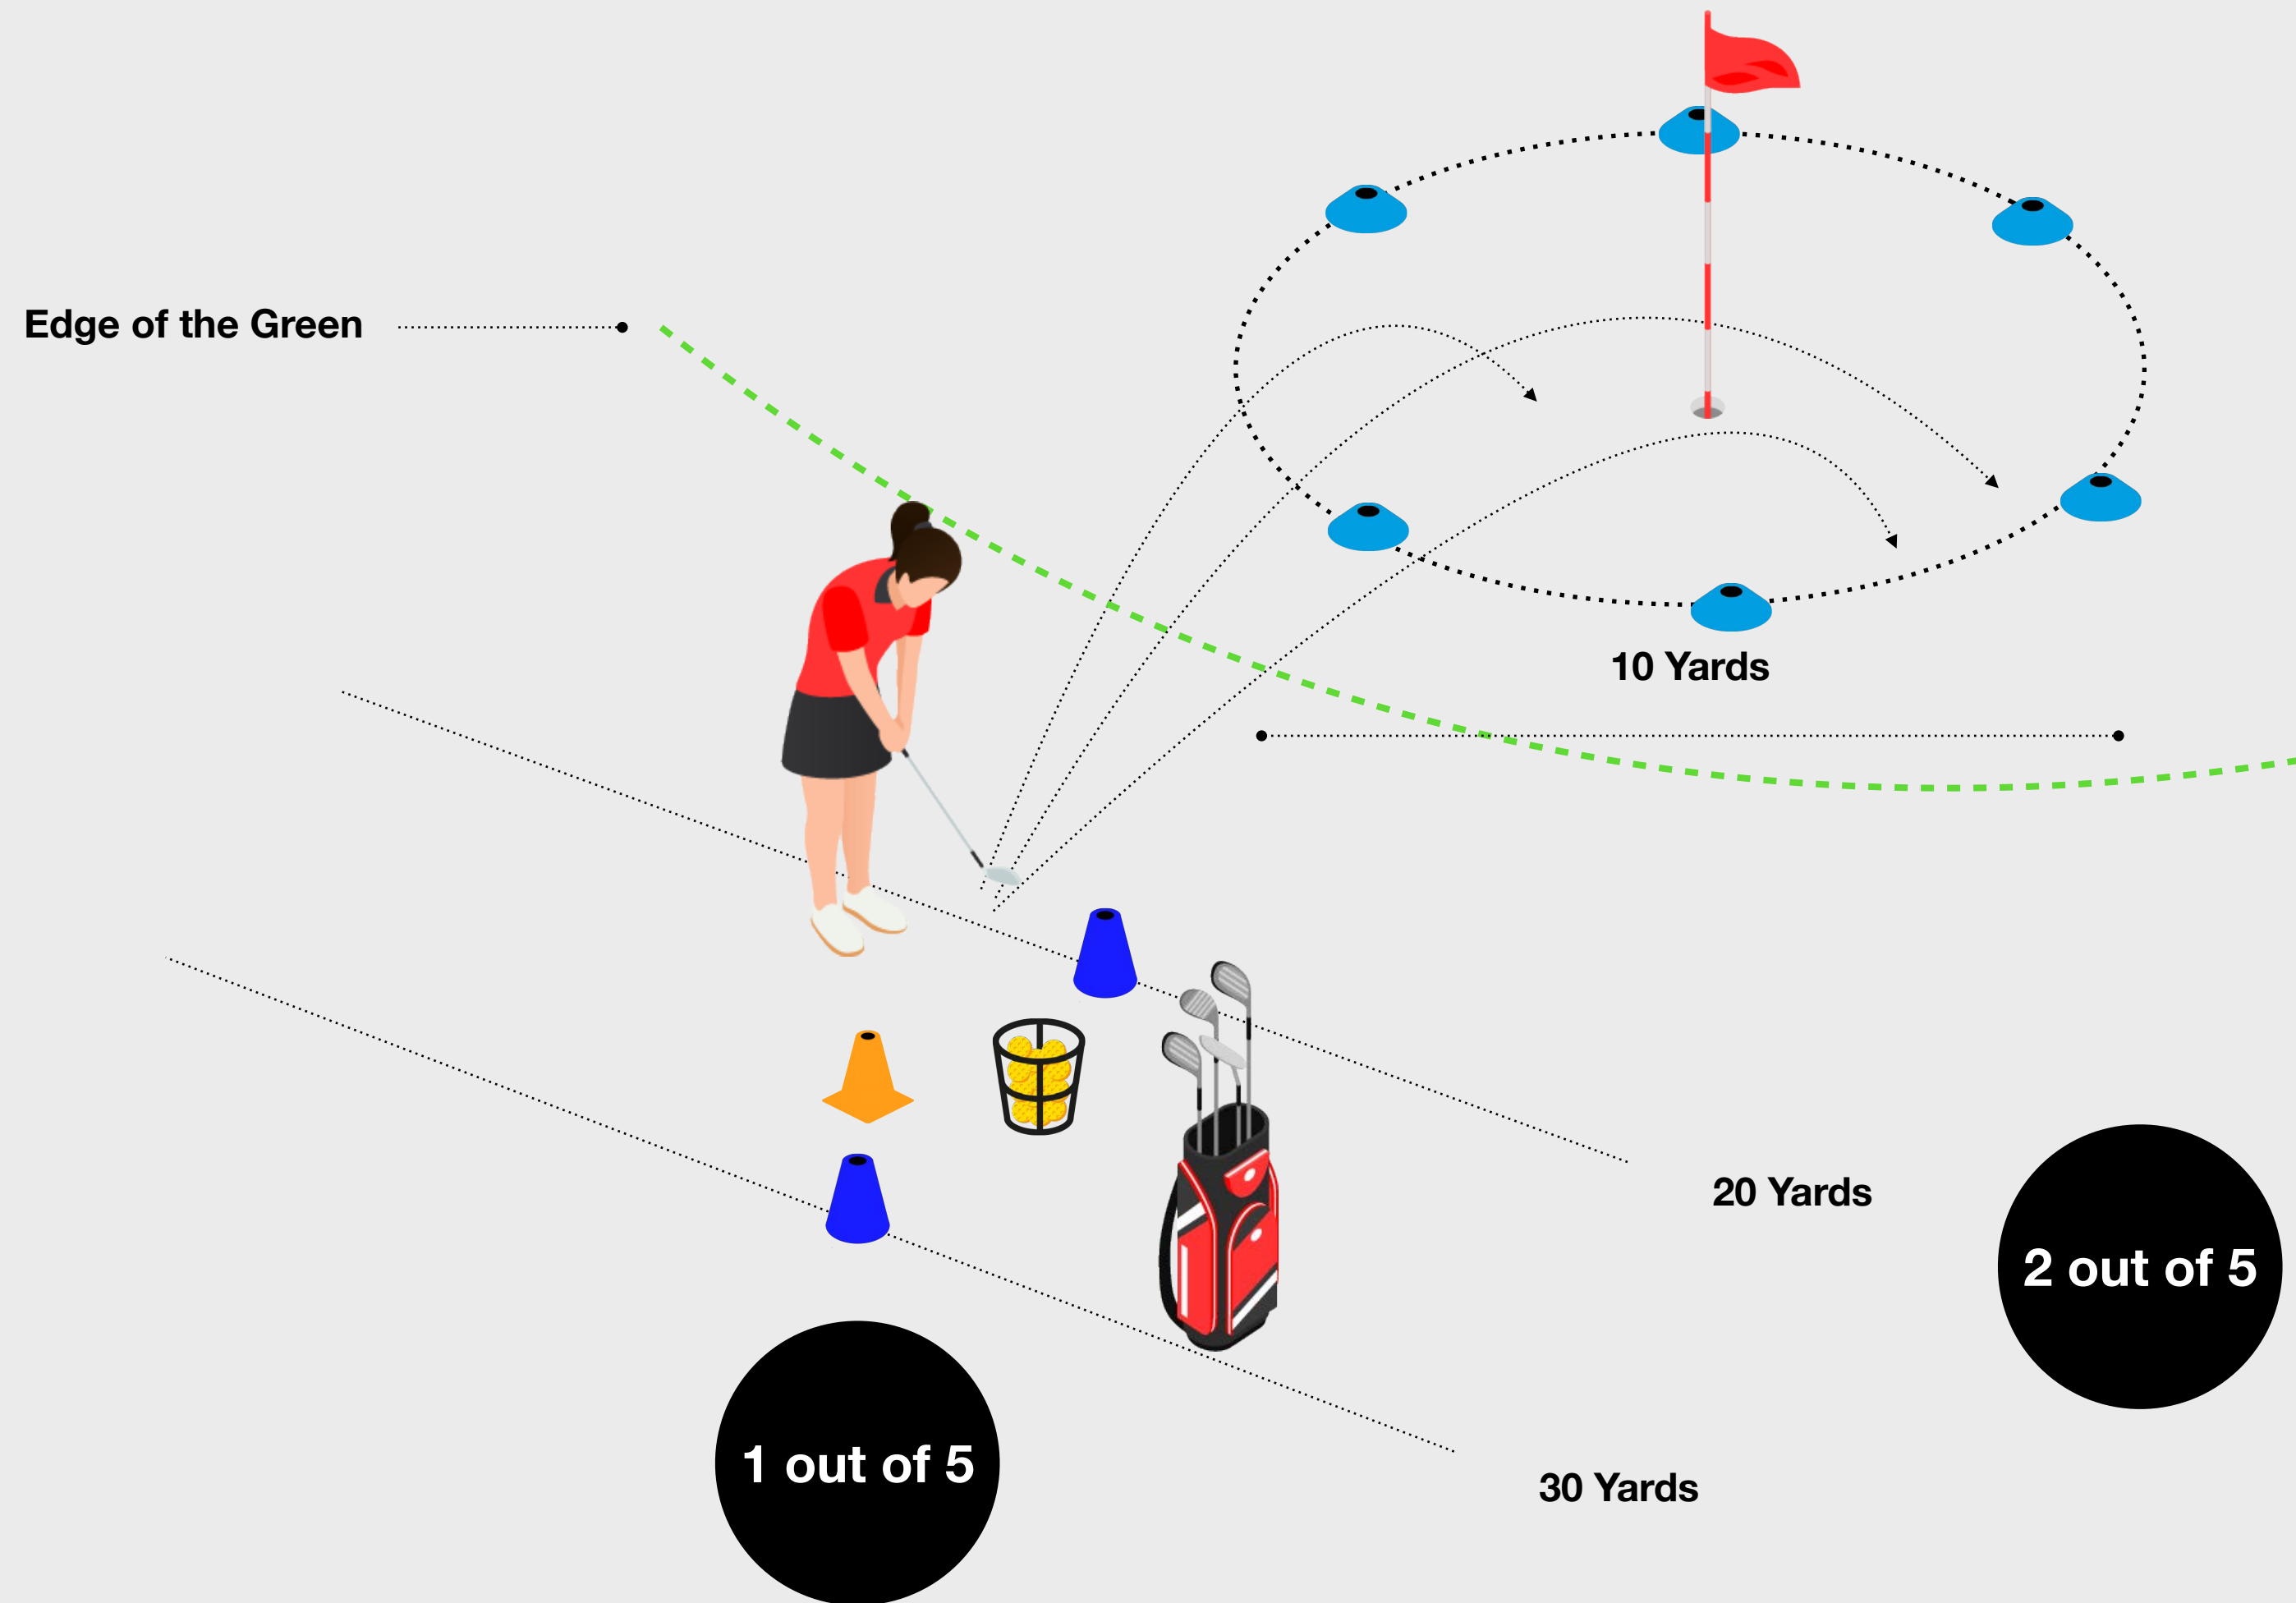 Edge of the Green
10 Yards
20 Yards
2 out of 5
1 out of 5
30 Yards